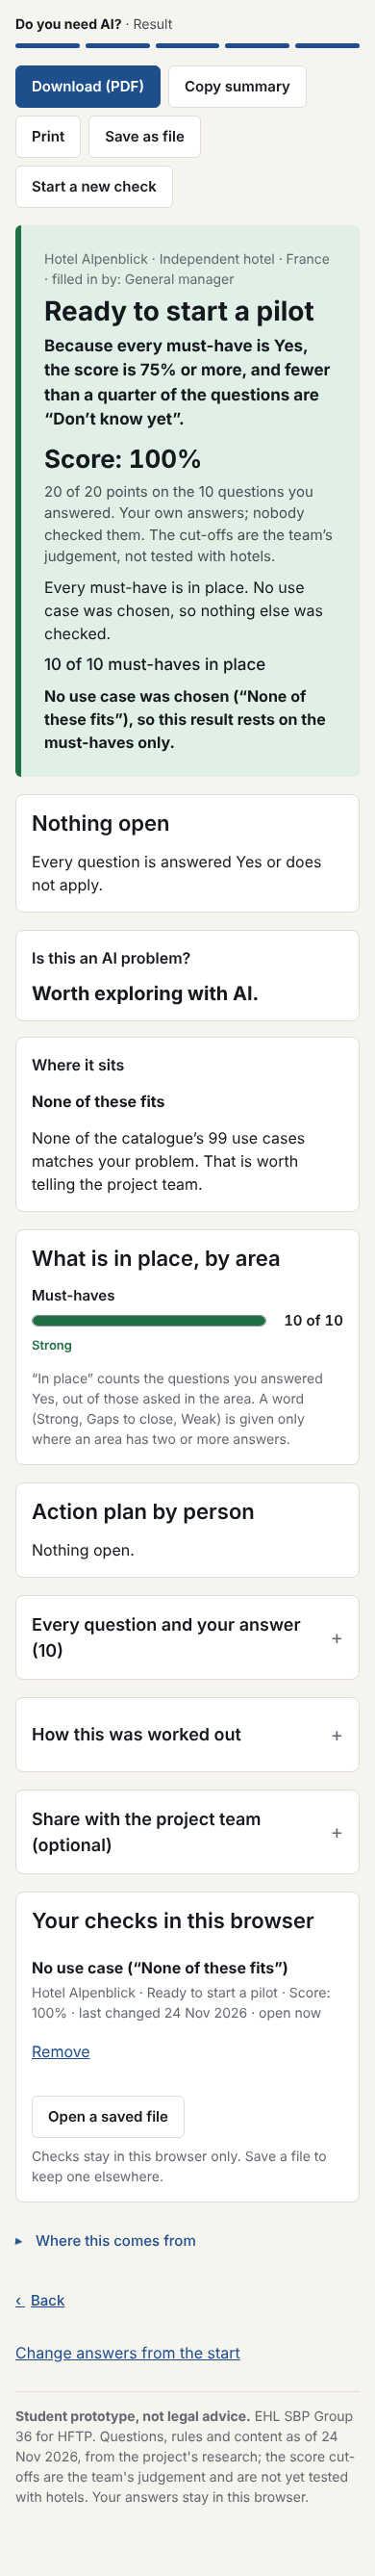 Do you need AI? · Result
Download (PDF)
Copy summary
Print
Save as file
Start a new check
Hotel Alpenblick · Independent hotel · France
· filled in by: General manager
Ready to start a pilot
Because every must-have is Yes,
the score is 75% or more, and fewer
than a quarter of the questions are
“Don’t know yet”.
Score: 100%
20 of 20 points on the 10 questions you
answered. Your own answers; nobody
checked them. The cut-offs are the team’s
judgement, not tested with hotels.
Every must-have is in place. No use
case was chosen, so nothing else was
checked.
10 of 10 must-haves in place
No use case was chosen (“None of
these fits”), so this result rests on the
must-haves only.
Nothing open
Every question is answered Yes or does
not apply.
Is this an AI problem?
Worth exploring with AI.
Where it sits
None of these fits
None of the catalogue’s 99 use cases
matches your problem. That is worth
telling the project team.
What is in place, by area
Must-haves
10 of 10
Strong
“In place” counts the questions you answered
Yes, out of those asked in the area. A word
(Strong, Gaps to close, Weak) is given only
where an area has two or more answers.
Action plan by person
Nothing open.
Every question and your answer
(10)
+
How this was worked out
+
Share with the project team
(optional)
+
Your checks in this browser
No use case (“None of these fits”)
Hotel Alpenblick · Ready to start a pilot · Score:
100% · last changed 24 Nov 2026 · open now
Remove
Open a saved file
Checks stay in this browser only. Save a file to
keep one elsewhere.
▸ Where this comes from
‹ Back
Change answers from the start
Student prototype, not legal advice. EHL SBP Group
36 for HFTP. Questions, rules and content as of 24
Nov 2026, from the project's research; the score cut-
offs are the team's judgement and are not yet tested
with hotels. Your answers stay in this browser.